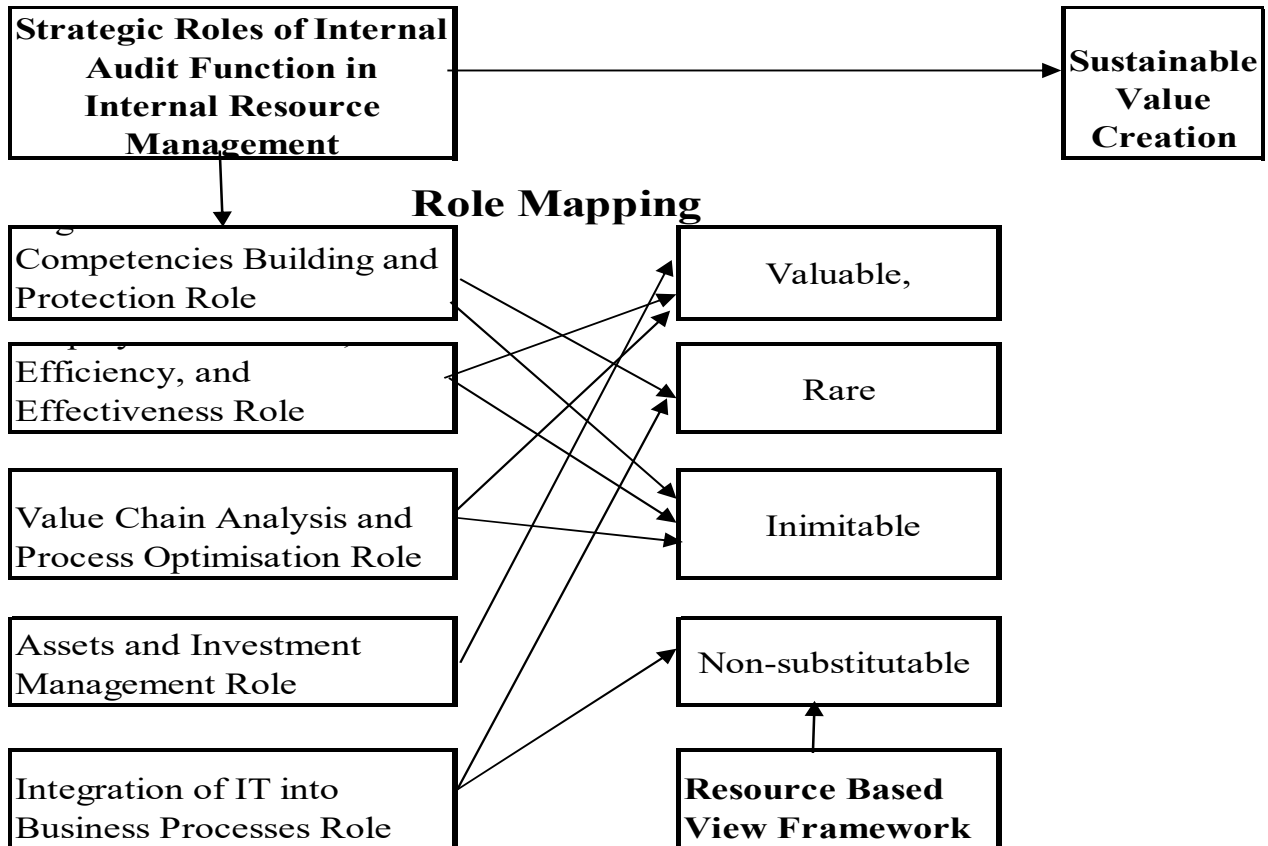 Strategic Roles of Internal
Audit Function in
Internal Resource
Management
Sustainable
Value
Creation
Role Mapping
Competencies Building and
Protection Role
Valuable,
Efficiency, and
Effectiveness Role
Rare
Value Chain Analysis and
Process Optimisation Role
Inimitable
Assets and Investment
Management Role
Non-substitutable
Integration of IT into
Business Processes Role
Resource Based
View Framework